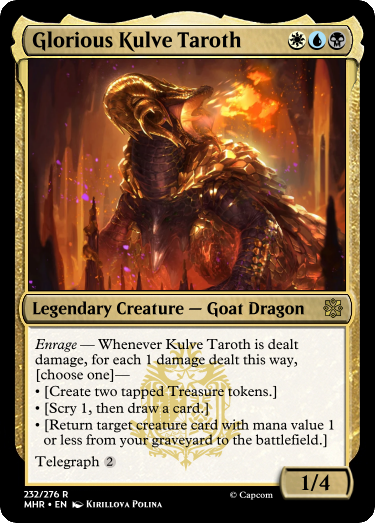 Glorious Kulve Taroth
Legendary Creature — Goat Dragon
Enrage — Whenever Kulve Taroth is dealt
damage, for each 1 damage dealt this way,
[choose one]—
• [Create two tapped Treasure tokens.]
• [Scry 1, then draw a card.]
• [Return target creature card with mana value 1
or less from your graveyard to the battlefield.]
Telegraph 2
1/4
232/276 R
MHR • EN Kirillova Polina
© Capcom